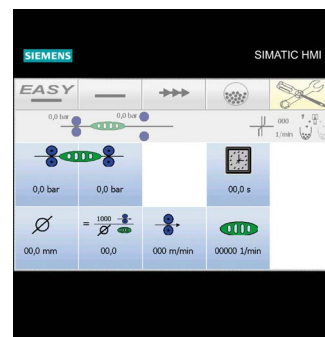 SIEMENS
SIMATIC HMI
EASY
0,0 bar
0,0 bar
000
1/min
0,0 bar
0,0 bar
00,0 s
= 1000
00,0 mm
00,0
000 m/min
00000 1/min